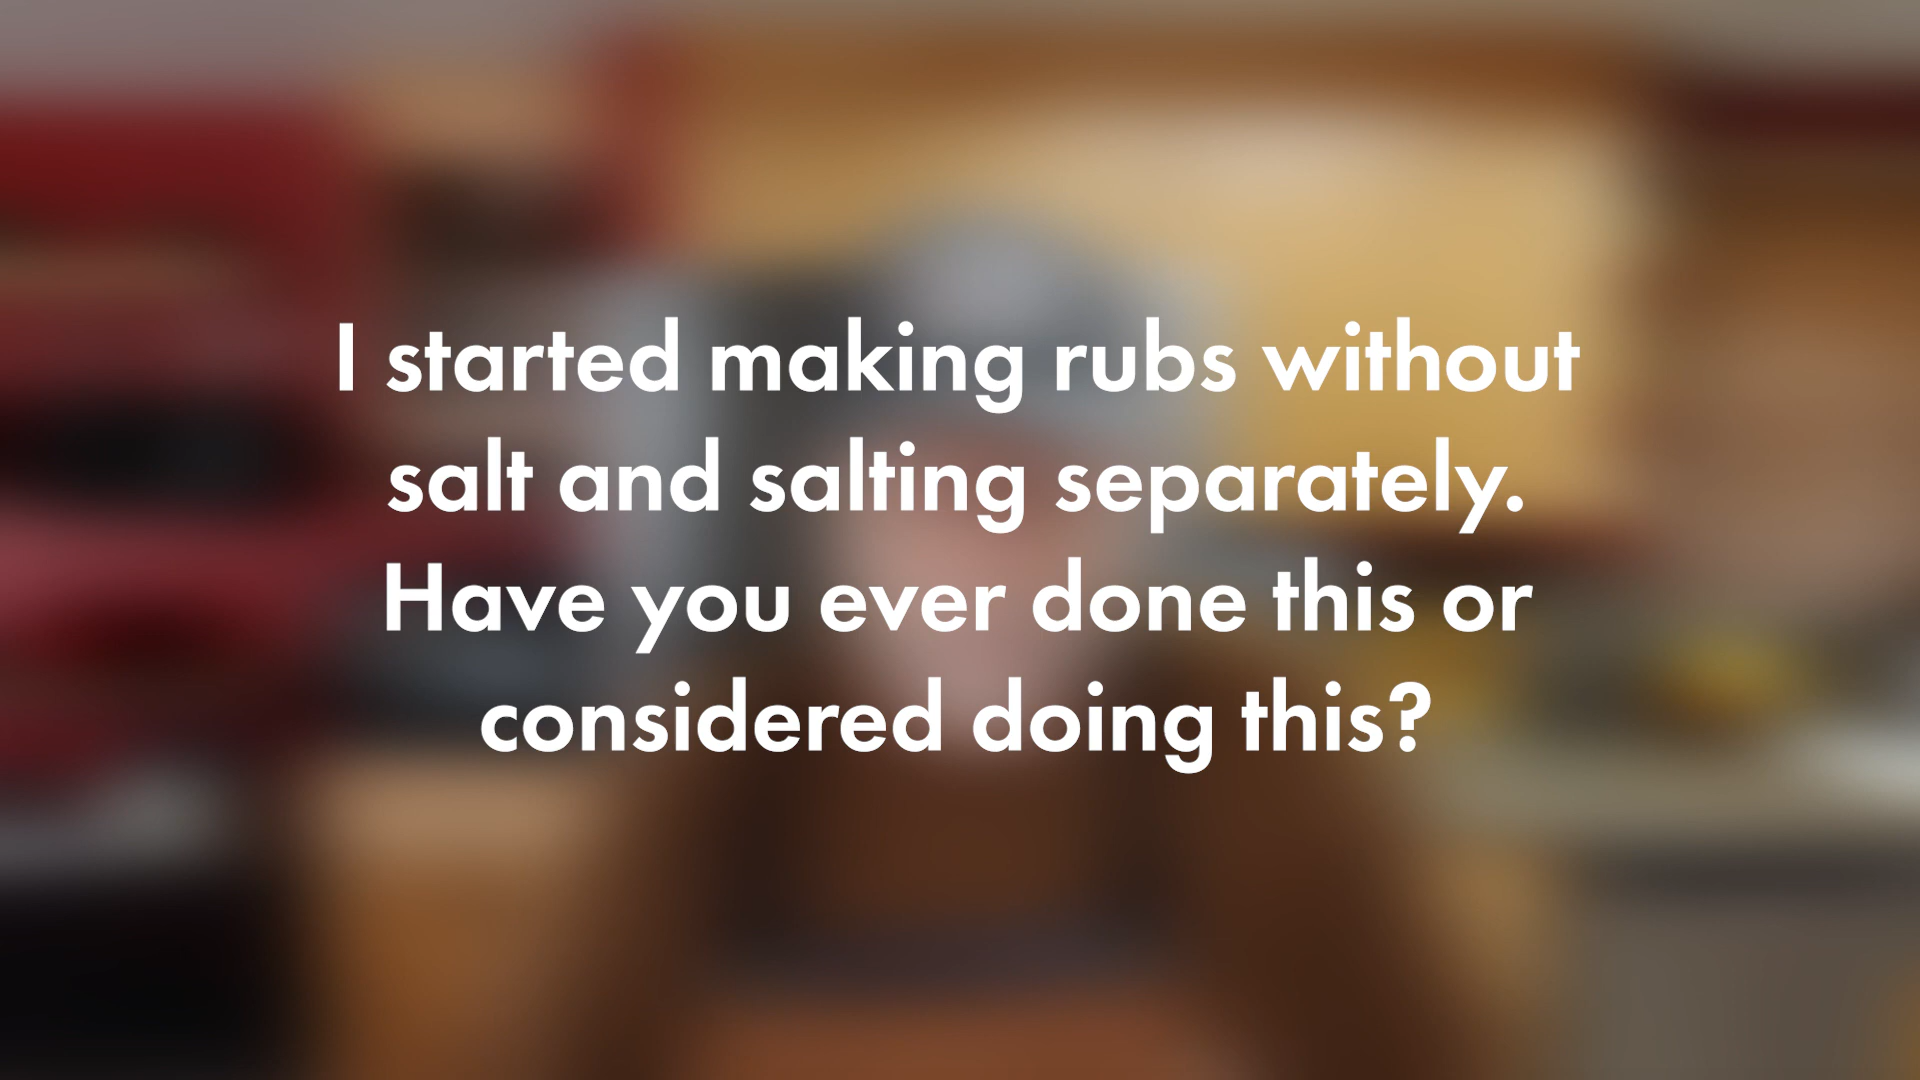 I started making rubs without
salt and salting separately.
Have you ever done this or
considered doing this?